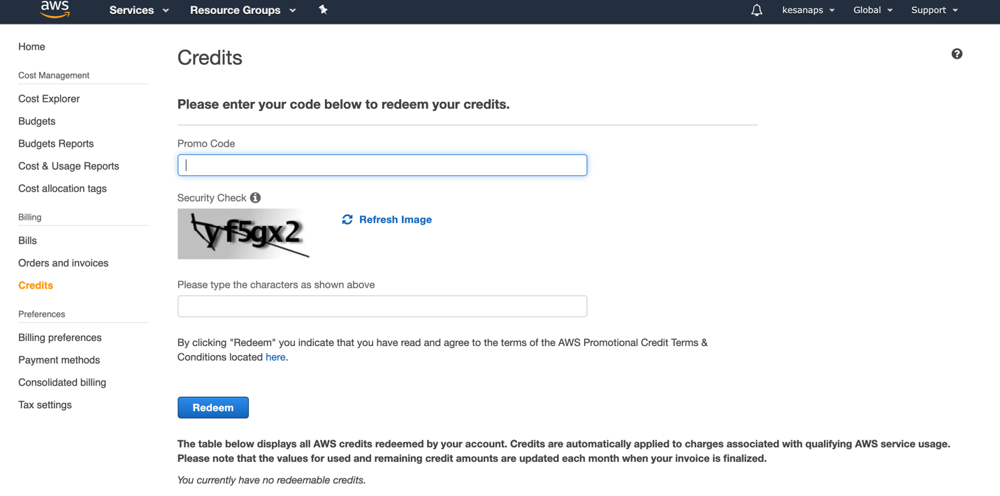 aws Services Resource Groups kesanaps Global Support
Home
Cost Management
Cost Explorer
Budgets
Budgets Reports
Cost & Usage Reports
Cost allocation tags
Billing
Bills
Orders and invoices
Credits
Preferences
Billing preferences
Payment methods
Consolidated billing
Tax settings
Credits
Please enter your code below to redeem your credits.
Promo Code
Security Check
yf5gx2
Refresh Image
Please type the characters as shown above
By clicking "Redeem" you indicate that you have read and agree to the terms of the AWS Promotional Credit Terms &
Conditions located here.
Redeem
The table below displays all AWS credits redeemed by your account. Credits are automatically applied to charges associated with qualifying AWS service usage.
Please note that the values for used and remaining credit amounts are updated each month when your invoice is finalized.
You currently have no redeemable credits.